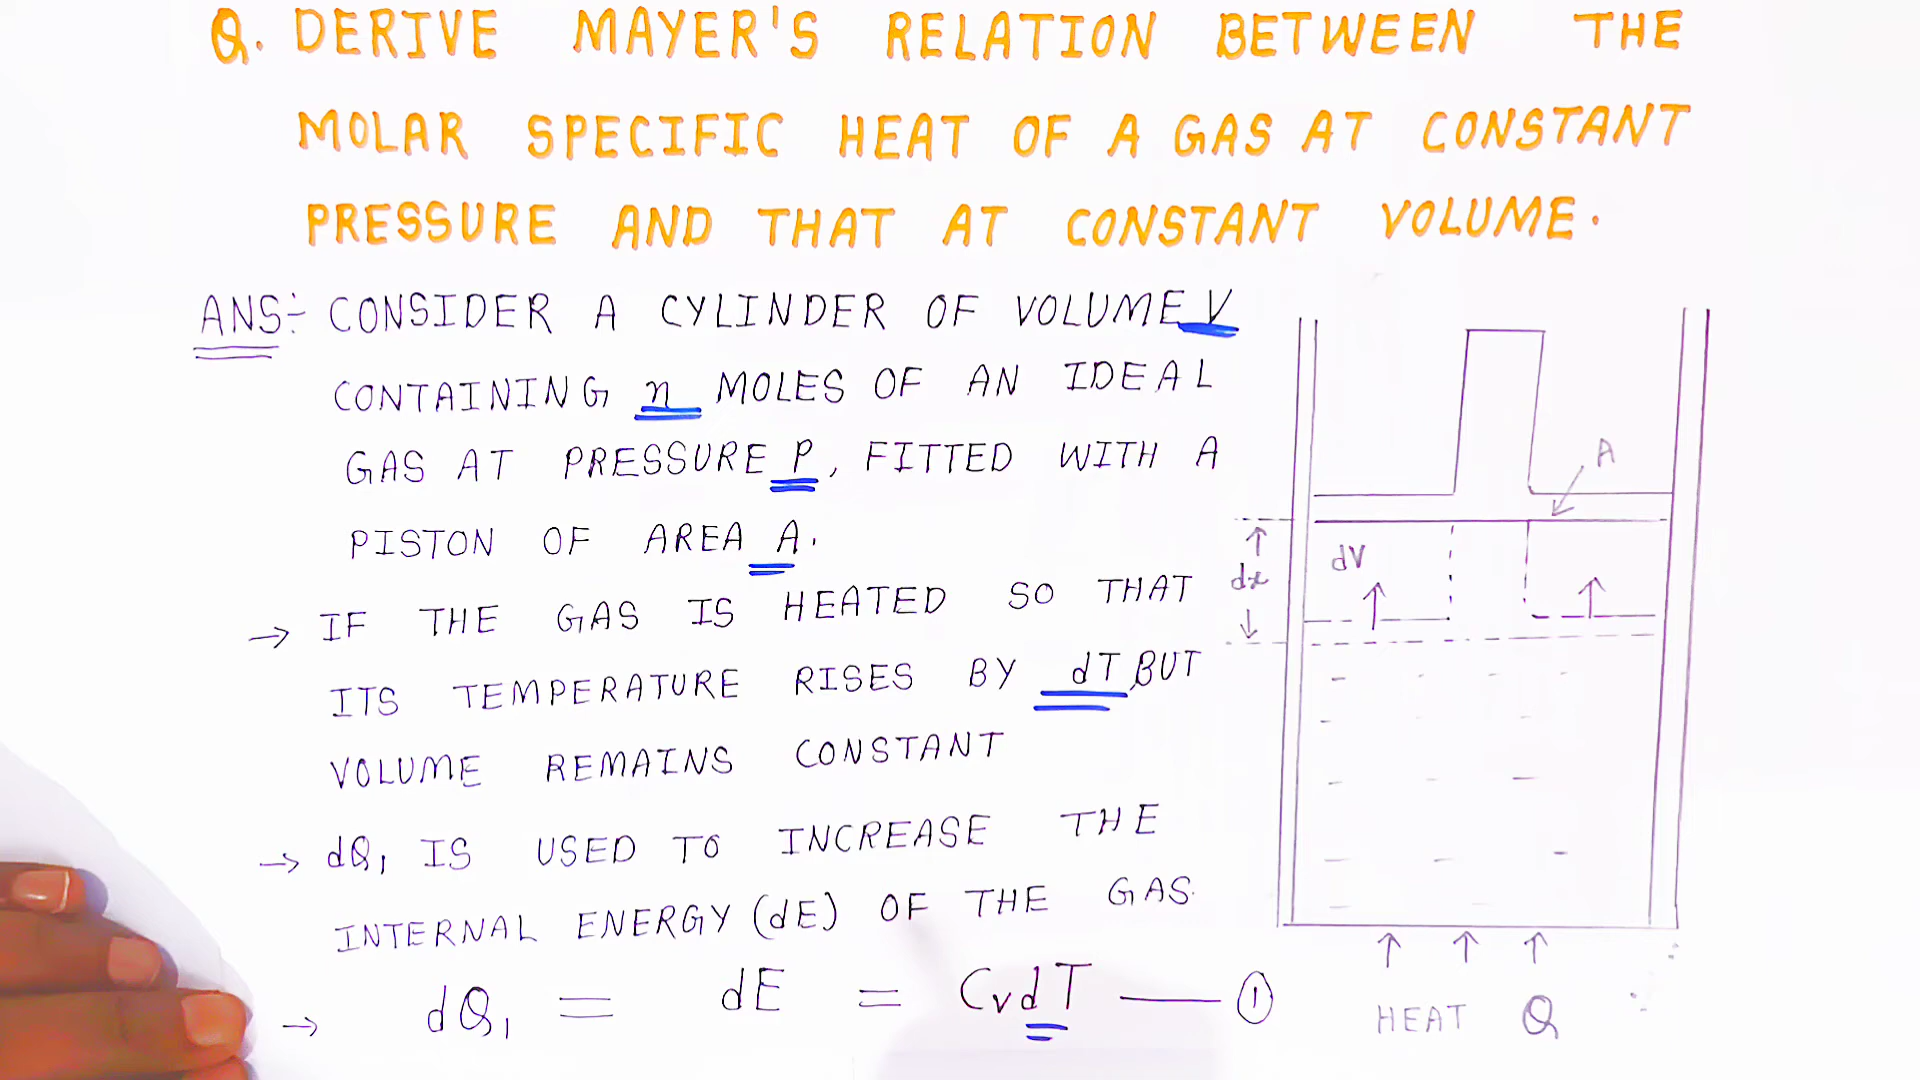 Q. DERIVE MAYER'S RELATION BETWEEN THE
MOLAR SPECIFIC HEAT OF A GAS AT CONSTANT
PRESSURE AND THAT AT CONSTANT VOLUME.
ANS:- CONSIDER A CYLINDER OF VOLUME V
CONTAINING n MOLES OF AN IDEAL
GAS AT PRESSURE P, FITTED WITH A
PISTON OF AREA A.
→ IF THE GAS IS HEATED SO THAT
ITS TEMPERATURE RISES BY dT, BUT
VOLUME REMAINS CONSTANT
→ dQ₁ IS USED TO INCREASE THE
INTERNAL ENERGY (dE) OF THE GAS.
→ dQ₁ = dE = CvdT — ①
A
dV
dx
HEAT Q